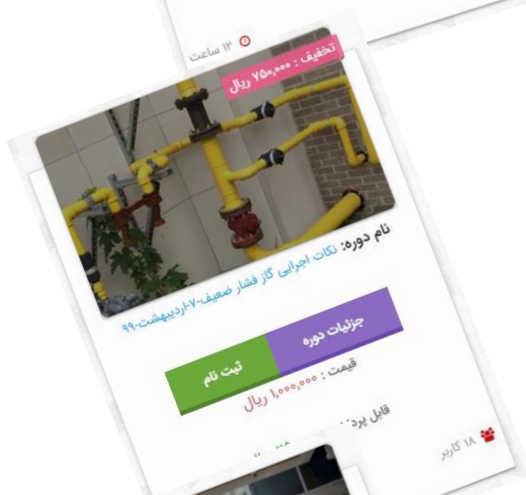 ۱۲ ساعت
تخفیف : ۷۵۰,۰۰۰ ریال
نام دوره: نکات اجرایی گاز فشار ضعیف-۷-اردیبهشت-۹۹
جزئیات دوره
ثبت نام
قیمت : ۱,۰۰۰,۰۰۰ ریال
قابل
۱۸ کاربر